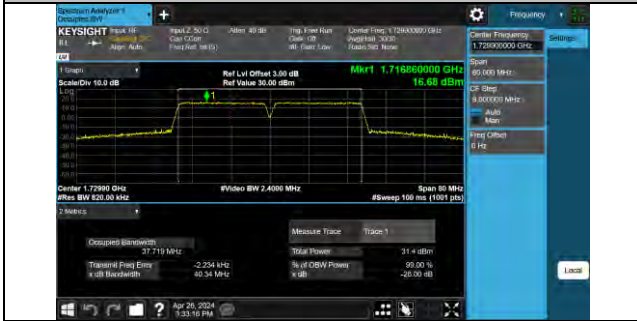 Spectrum Analyzer 1
Occupied BW
Frequency
KEYSIGHT Input: RF
Align: Auto
Input Z: 50 Ω
Corr CCorr
Freq Ref: Int (S)
Atten: 40 dB
Trig: Free Run
Gate: Off
#IF Gain: Low
Center Freq: 1.729900000 GHz
Radio Std: None
Center Frequency
1.729900000 GHz
Settings
Span
80.000 MHz
CF Step
8.000000 MHz
Auto
Man
Freq Offset
0 Hz
1 Graph
Scale/Div 10.0 dB
Log
Ref Lvl Offset 3.00 dB
Ref Value 30.00 dBm
Mkr1 1.716860000 GHz
16.68 dBm
1
Center 1.72990 GHz
#Res BW 820.00 kHz
#Video BW 2.4000 MHz
Span 80 MHz
#Sweep 100 ms (1001 pts)
2 Metrics
Measure Trace
Trace 1
Occupied Bandwidth
37.719 MHz
Total Power
31.4 dBm
Transmit Freq Error
-2.234 kHz
% of OBW Power
99.00 %
x dB Bandwidth
40.34 MHz
x dB
-26.00 dB
Local
Apr 26, 2024
3:33:16 PM